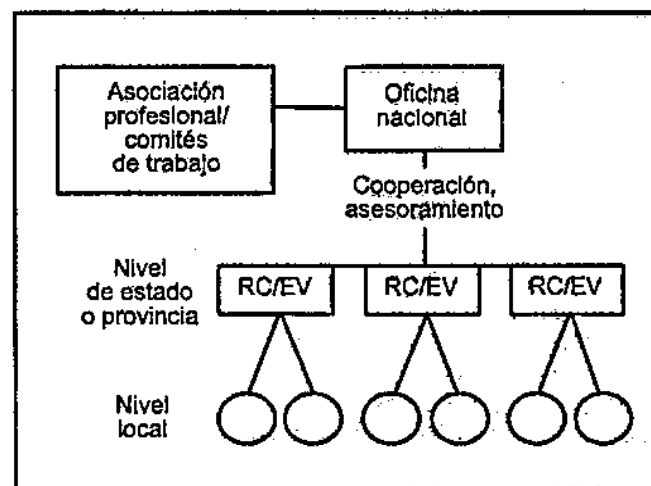 Asociación
profesional/
comités
de trabajo
Oficina
nacional
Cooperación,
asesoramiento
Nivel
de estado
o provincia
RC/EV
RC/EV
RC/EV
Nivel
local